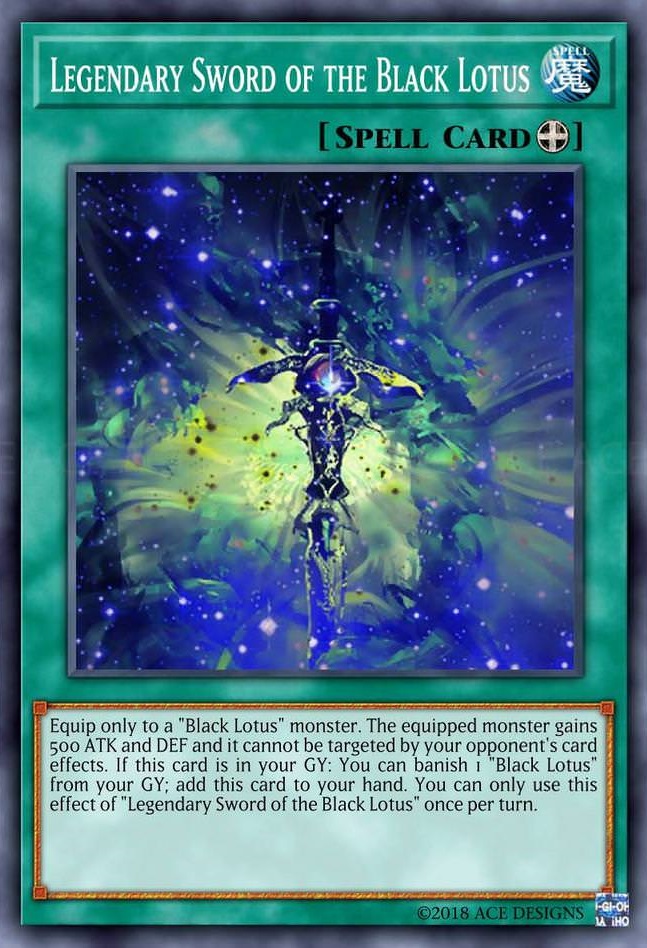 LEGENDARY SWORD OF THE BLACK LOTUS
SPELL
魔
[SPELL CARD]
Equip only to a "Black Lotus" monster. The equipped monster gains
500 ATK and DEF and it cannot be targeted by your opponent's card
effects. If this card is in your GY: You can banish 1 "Black Lotus"
from your GY; add this card to your hand. You can only use this
effect of "Legendary Sword of the Black Lotus" once per turn.
©2018 ACE DESIGNS